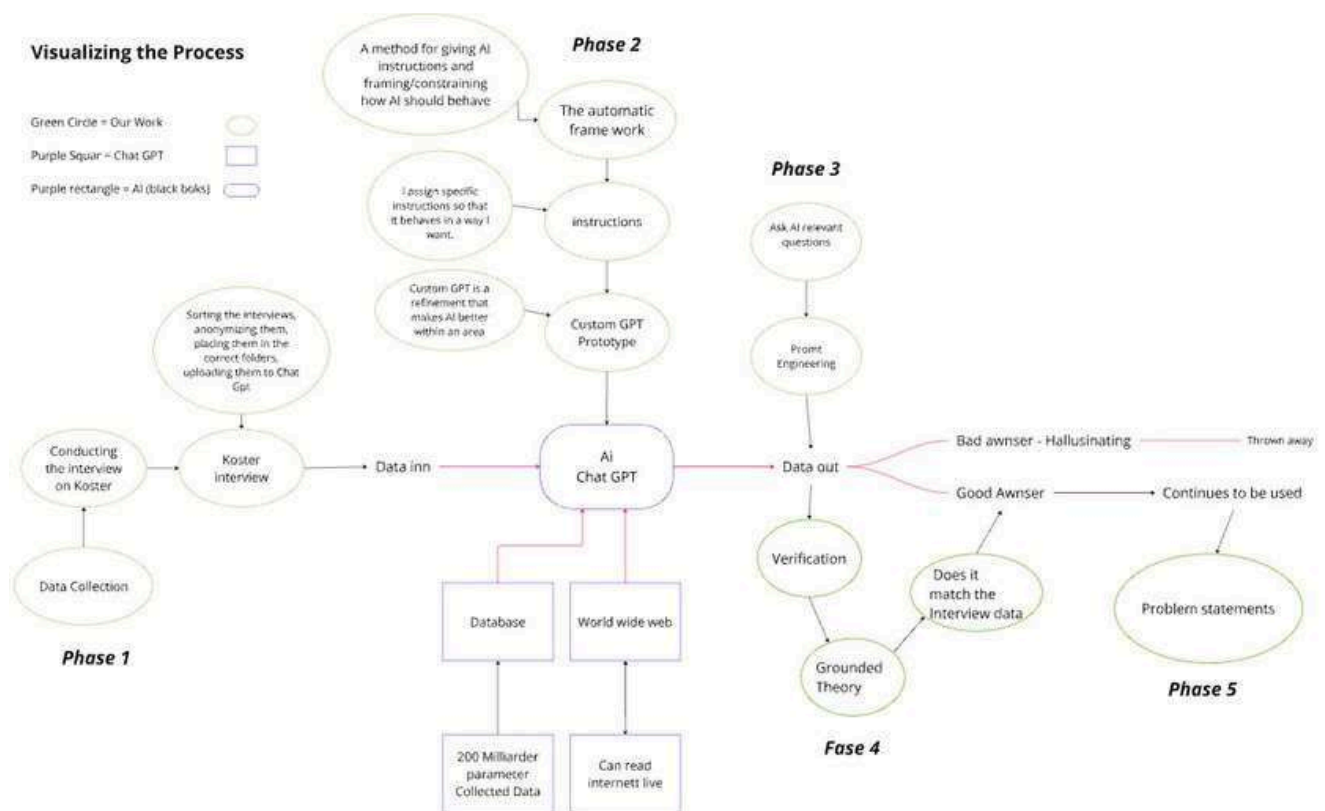 Visualizing the Process
Green Circle = Our Work
Purple Squar = Chat GPT
Purple rectangle = AI (black boks)
Phase 2
A method for giving AI
instructions and
framing/constraining
how AI should behave
The automatic
frame work
I assign specific
instructions so that
it behaves in a way I
want.
instructions
Custom GPT is a
refinement that
makes AI better
within an area
Custom GPT
Prototype
Phase 3
Ask AI relevant
questions
Promt
Engineering
Sorting the interviews,
anonymizing them,
placing them in the
correct folders,
uploading them to Chat
Gpt
Conducting
the interview
on Koster
Koster
interview
Data inn
Ai
Chat GPT
Data out
Bad awnser - Hallusinating
Thrown away
Good Awnser
Continues to be used
Data Collection
Phase 1
Database
World wide web
200 Milliarder
parameter
Collected Data
Can read
internett live
Verification
Grounded
Theory
Does it
match the
Interview data
Fase 4
Problem statements
Phase 5